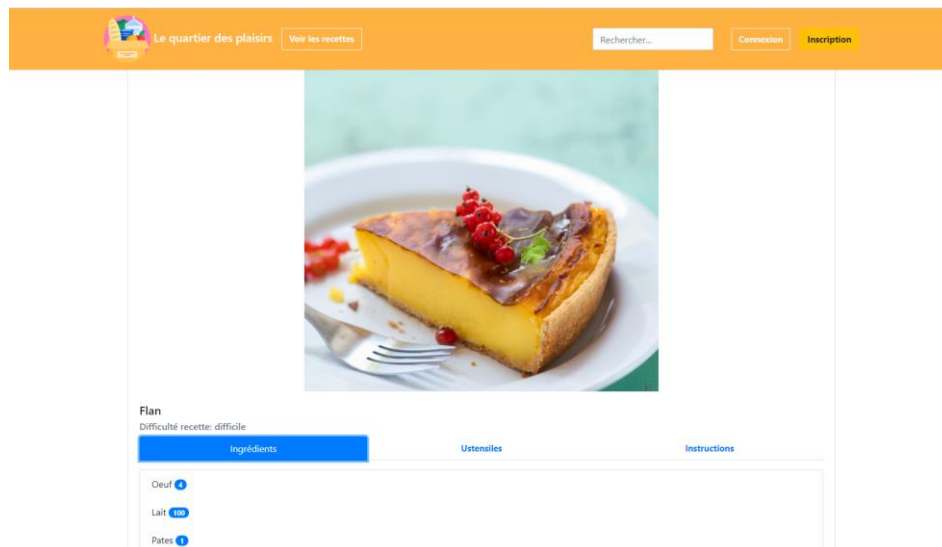 Le quartier des plaisirs Voir les recettes Rechercher... Connexion Inscription
Flan
Difficulté recette: difficile
Ingrédients Ustensiles Instructions
Oeuf 4
Lait 100
Pates 1